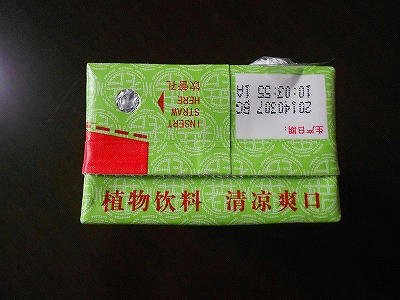 饮管孔
INSERT
STRAW
HERE
生产日期:
20140307 BG
10:03:55 1A
植物饮料 清凉爽口